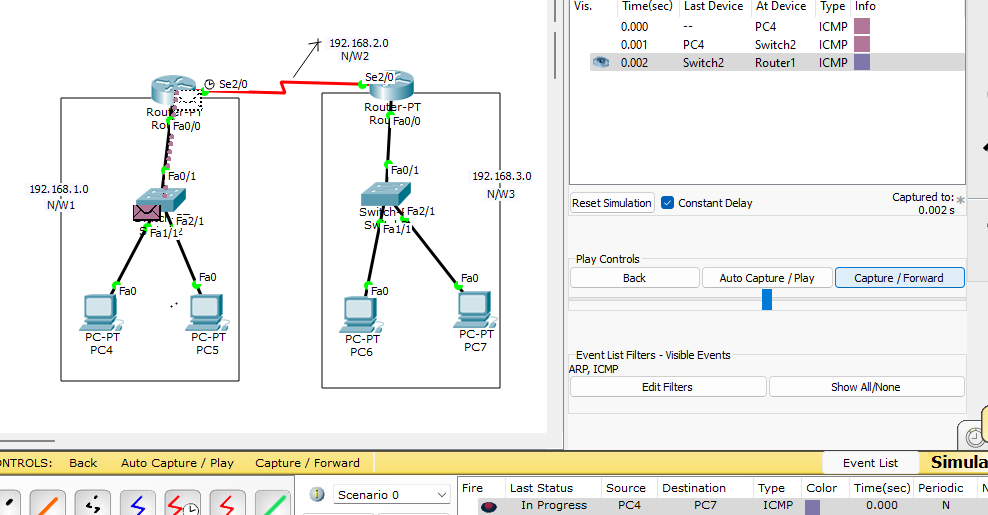 192.168.2.0
N/W2
Se2/0
Se2/0
Router-PT
Fa0/0
Router-PT
Fa0/0
Fa0/1
Fa0/1
192.168.1.0
N/W1
192.168.3.0
N/W3
Fa2/1
Fa1/1
Fa2/1
Fa1/1
Fa0
Fa0
Fa0
Fa0
PC-PT
PC4
PC-PT
PC5
PC-PT
PC6
PC-PT
PC7
Vis. Time(sec) Last Device At Device Type Info
0.000 -- PC4 ICMP
0.001 PC4 Switch2 ICMP
0.002 Switch2 Router1 ICMP
Reset Simulation Constant Delay Captured to: *
0.002 s
Play Controls
Back Auto Capture / Play Capture / Forward
Event List Filters - Visible Events
ARP, ICMP
Edit Filters Show All/None
ONTROLS: Back Auto Capture / Play Capture / Forward Event List Simula
Scenario 0
Fire Last Status Source Destination Type Color Time(sec) Periodic N
In Progress PC4 PC7 ICMP 0.000 N